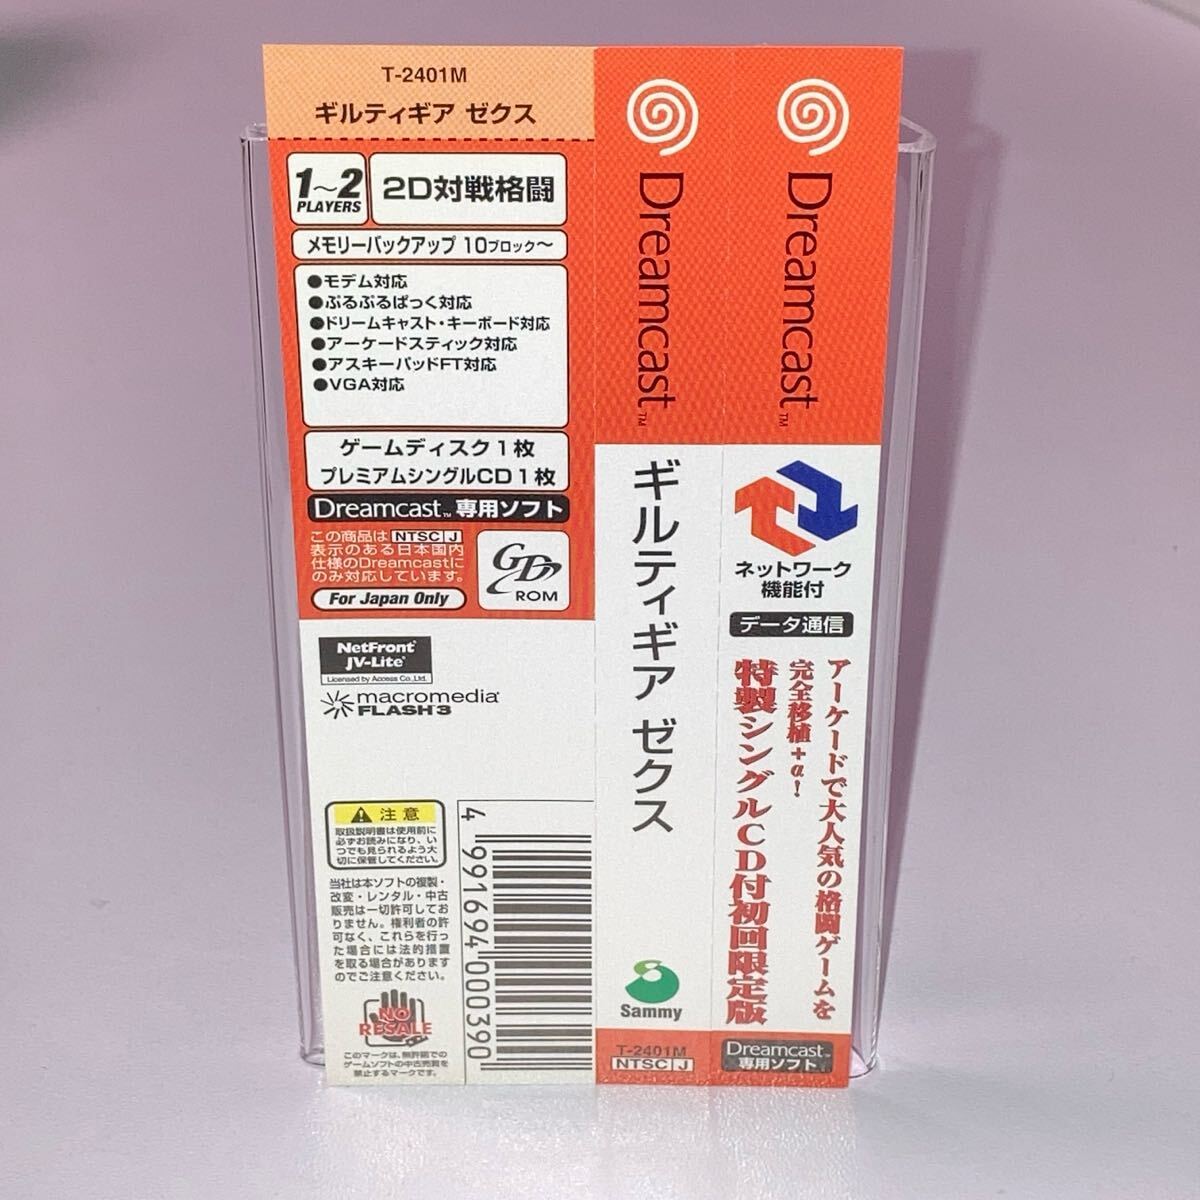 T-2401M
ギルティギア ゼクス
1～2
PLAYERS
2D対戦格闘
メモリーバックアップ 10ブロック～
●モデム対応
●ぷるぷるぱっく対応
●ドリームキャスト・キーボード対応
●アーケードスティック対応
●アスキーパッドFT対応
●VGA対応
ゲームディスク1枚
プレミアムシングルCD1枚
Dreamcast™ 専用ソフト
この商品は NTSC J
表示のある日本国内
仕様のDreamcastに
のみ対応しています。
For Japan Only
GD
ROM
NetFront®
JV-Lite®
Licensed by Access Co.,Ltd.
macromedia®
FLASH 3
注意
取扱説明書は使用前に
必ずお読みになり、い
つでも見られるよう大
切に保管してください。
当社は本ソフトの複製・
改変・レンタル・中古
販売は一切許可してお
りません。権利者の許
可なく、これらを行っ
た場合には法的措置
を取る場合があります
のでご注意ください。
NO
RESALE
このマークは、無許諾での
ゲームソフトの中古売買を
禁止するマークです。
4 991694 000390
Dreamcast™
ギルティギア ゼクス
Sammy
T-2401M
NTSC J
Dreamcast™
ネットワーク
機能付
データ通信
アーケードで大人気の格闘ゲームを
完全移植＋α！
特製シングルCD付初回限定版
Dreamcast™
専用ソフト